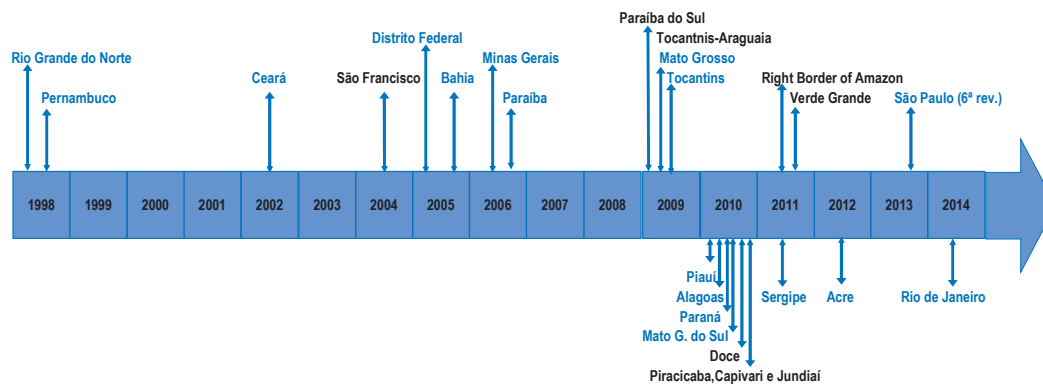 Paraíba do Sul
Tocantnis-Araguaia
Distrito Federal
Rio Grande do Norte
Minas Gerais
Mato Grosso
Ceará
São Francisco
Bahia
Tocantins
Right Border of Amazon
Pernambuco
Paraíba
Verde Grande
São Paulo (6ª rev.)
1998 1999 2000 2001 2002 2003 2004 2005 2006 2007 2008 2009 2010 2011 2012 2013 2014
Piauí
Alagoas
Sergipe
Acre
Rio de Janeiro
Paraná
Mato G. do Sul
Doce
Piracicaba,Capivari e Jundiaí